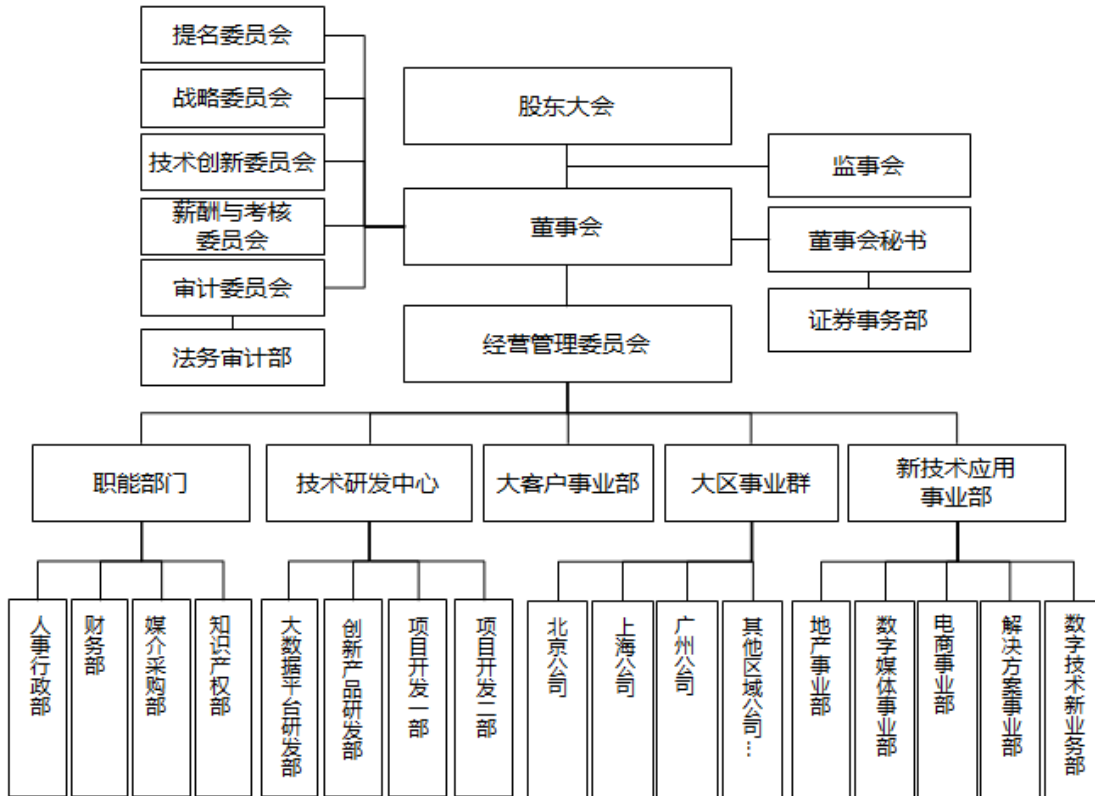 提名委员会
战略委员会
技术创新委员会
薪酬与考核
委员会
审计委员会
法务审计部
股东大会
监事会
董事会
董事会秘书
证券事务部
经营管理委员会
职能部门
技术研发中心
大客户事业部
大区事业群
新技术应用
事业部
人事行政部
财务部
媒介采购部
知识产权部
大数据平台研发部
创新产品研发部
项目开发一部
项目开发二部
北京公司
上海公司
广州公司
其他区域公司…
地产事业部
数字媒体事业部
电商事业部
解决方案事业部
数字技术新业务部